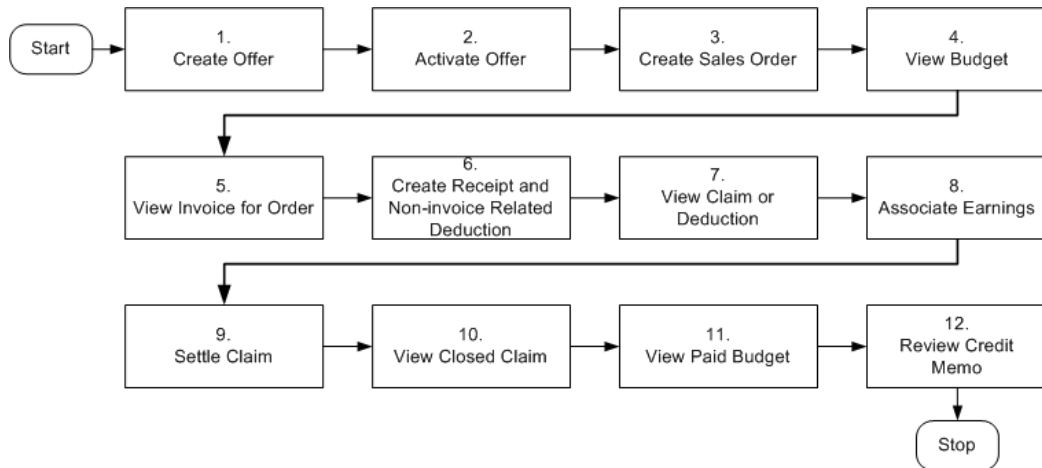 Start
1.
Create Offer
2.
Activate Offer
3.
Create Sales Order
4.
View Budget
5.
View Invoice for Order
6.
Create Receipt and
Non-invoice Related
Deduction
7.
View Claim or
Deduction
8.
Associate Earnings
9.
Settle Claim
10.
View Closed Claim
11.
View Paid Budget
12.
Review Credit
Memo
Stop